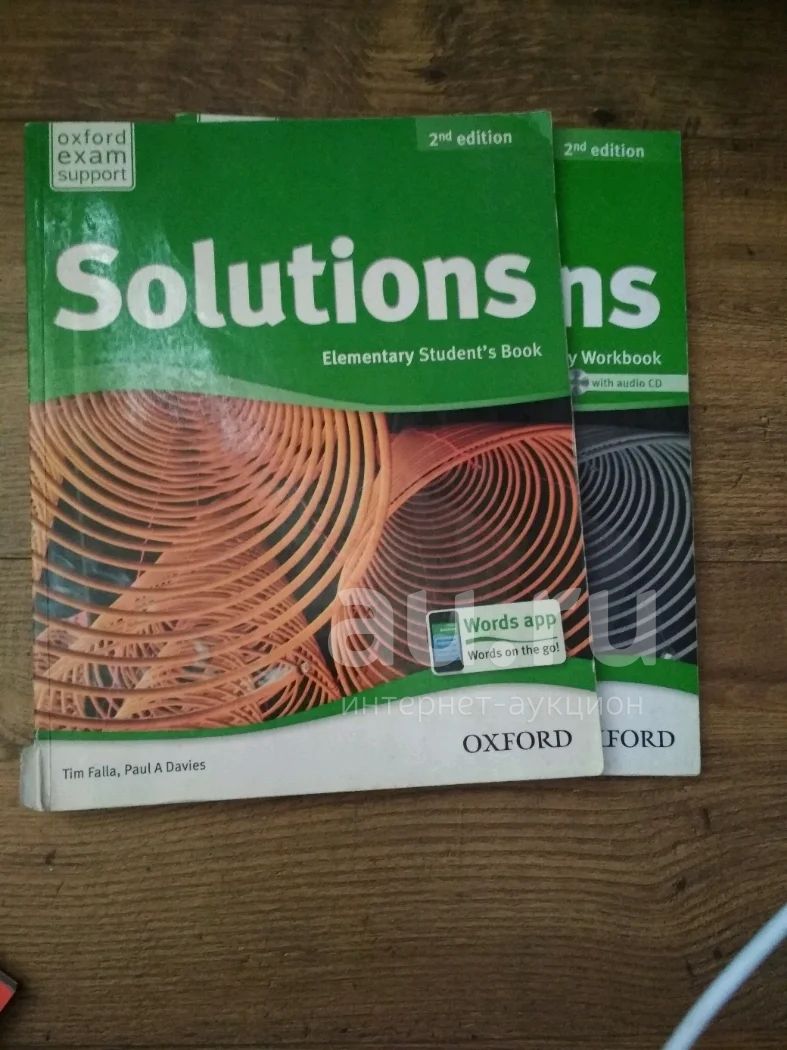 oxford
exam
support
2nd edition
Solutions
Elementary Student's Book
Words app
Words on the go!
OXFORD
Tim Falla, Paul A Davies
2nd edition
ns
y Workbook
with audio CD
XFORD
au.ru
интернет-аукцион